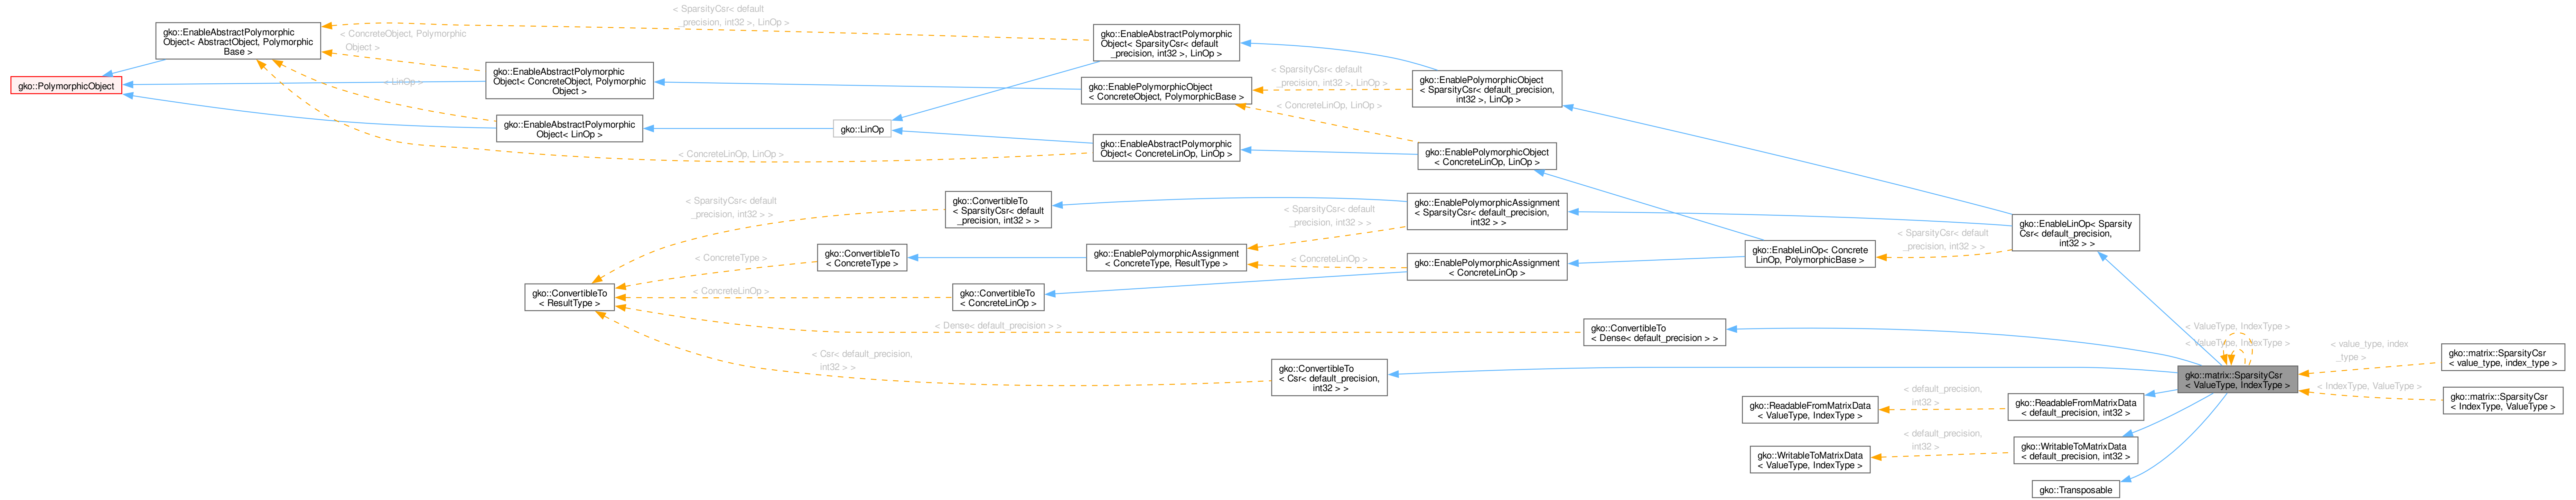 gko::PolymorphicObject
gko::EnableAbstractPolymorphic
Object< AbstractObject, Polymorphic
Base >
< SparsityCsr< default
_precision, int32 >, LinOp >
< ConcreteObject, Polymorphic
Object >
< LinOp >
gko::EnableAbstractPolymorphic
Object< ConcreteObject, Polymorphic
Object >
gko::EnableAbstractPolymorphic
Object< LinOp >
< ConcreteLinOp, LinOp >
gko::LinOp
gko::EnableAbstractPolymorphic
Object< SparsityCsr< default
_precision, int32 >, LinOp >
gko::EnablePolymorphicObject
< ConcreteObject, PolymorphicBase >
gko::EnableAbstractPolymorphic
Object< ConcreteLinOp, LinOp >
< SparsityCsr< default
_precision, int32 >, LinOp >
< ConcreteLinOp, LinOp >
gko::EnablePolymorphicObject
< SparsityCsr< default_precision,
int32 >, LinOp >
gko::EnablePolymorphicObject
< ConcreteLinOp, LinOp >
gko::ConvertibleTo
< ResultType >
< SparsityCsr< default
_precision, int32 > >
< ConcreteType >
< ConcreteLinOp >
< Dense< default_precision > >
< Csr< default_precision,
int32 > >
gko::ConvertibleTo
< SparsityCsr< default
_precision, int32 > >
gko::ConvertibleTo
< ConcreteType >
gko::ConvertibleTo
< ConcreteLinOp >
gko::EnablePolymorphicAssignment
< ConcreteType, ResultType >
< SparsityCsr< default
_precision, int32 > >
< ConcreteLinOp >
gko::EnablePolymorphicAssignment
< SparsityCsr< default_precision,
int32 > >
gko::EnablePolymorphicAssignment
< ConcreteLinOp >
gko::ConvertibleTo
< Csr< default_precision,
int32 > >
gko::ConvertibleTo
< Dense< default_precision > >
gko::EnableLinOp< Concrete
LinOp, PolymorphicBase >
< SparsityCsr< default
_precision, int32 > >
gko::EnableLinOp< Sparsity
Csr< default_precision,
int32 > >
gko::ReadableFromMatrixData
< ValueType, IndexType >
< default_precision,
int32 >
gko::ReadableFromMatrixData
< default_precision, int32 >
gko::WritableToMatrixData
< ValueType, IndexType >
< default_precision,
int32 >
gko::WritableToMatrixData
< default_precision, int32 >
gko::Transposable
< ValueType, IndexType >
< ValueType, IndexType >
gko::matrix::SparsityCsr
< ValueType, IndexType >
< value_type, index
_type >
< IndexType, ValueType >
gko::matrix::SparsityCsr
< value_type, index_type >
gko::matrix::SparsityCsr
< IndexType, ValueType >